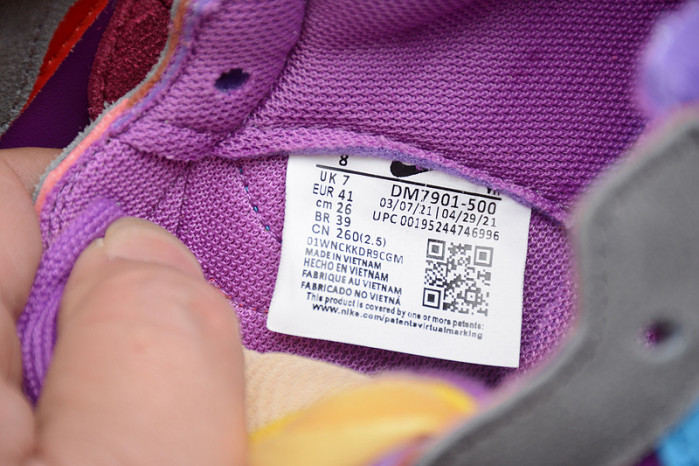 8
UK 7
EUR 41
cm 26
BR 39
CN 260(2.5)
01WNCKKDR9CGM
MADE IN VIETNAM
HECHO EN VIETNAM
FABRIQUE AU VIETNAM
FABRICADO NO VIETNÃ
This product is covered by one or more patents:
www.nike.com/patentsvirtualmarking
VN
DM7901-500
03/07/21 | 04/29/21
UPC 00195244746996